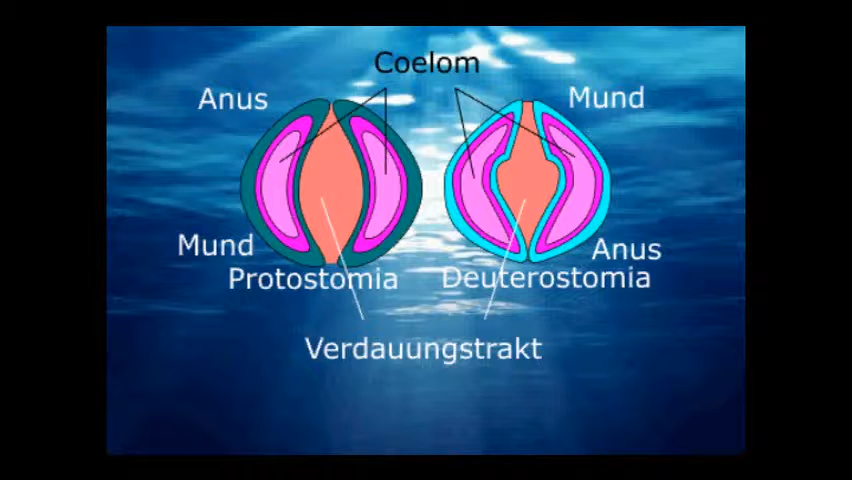 Coelom
Anus
Mund
Mund
Anus
Protostomia
Deuterostomia
Verdauungstrakt